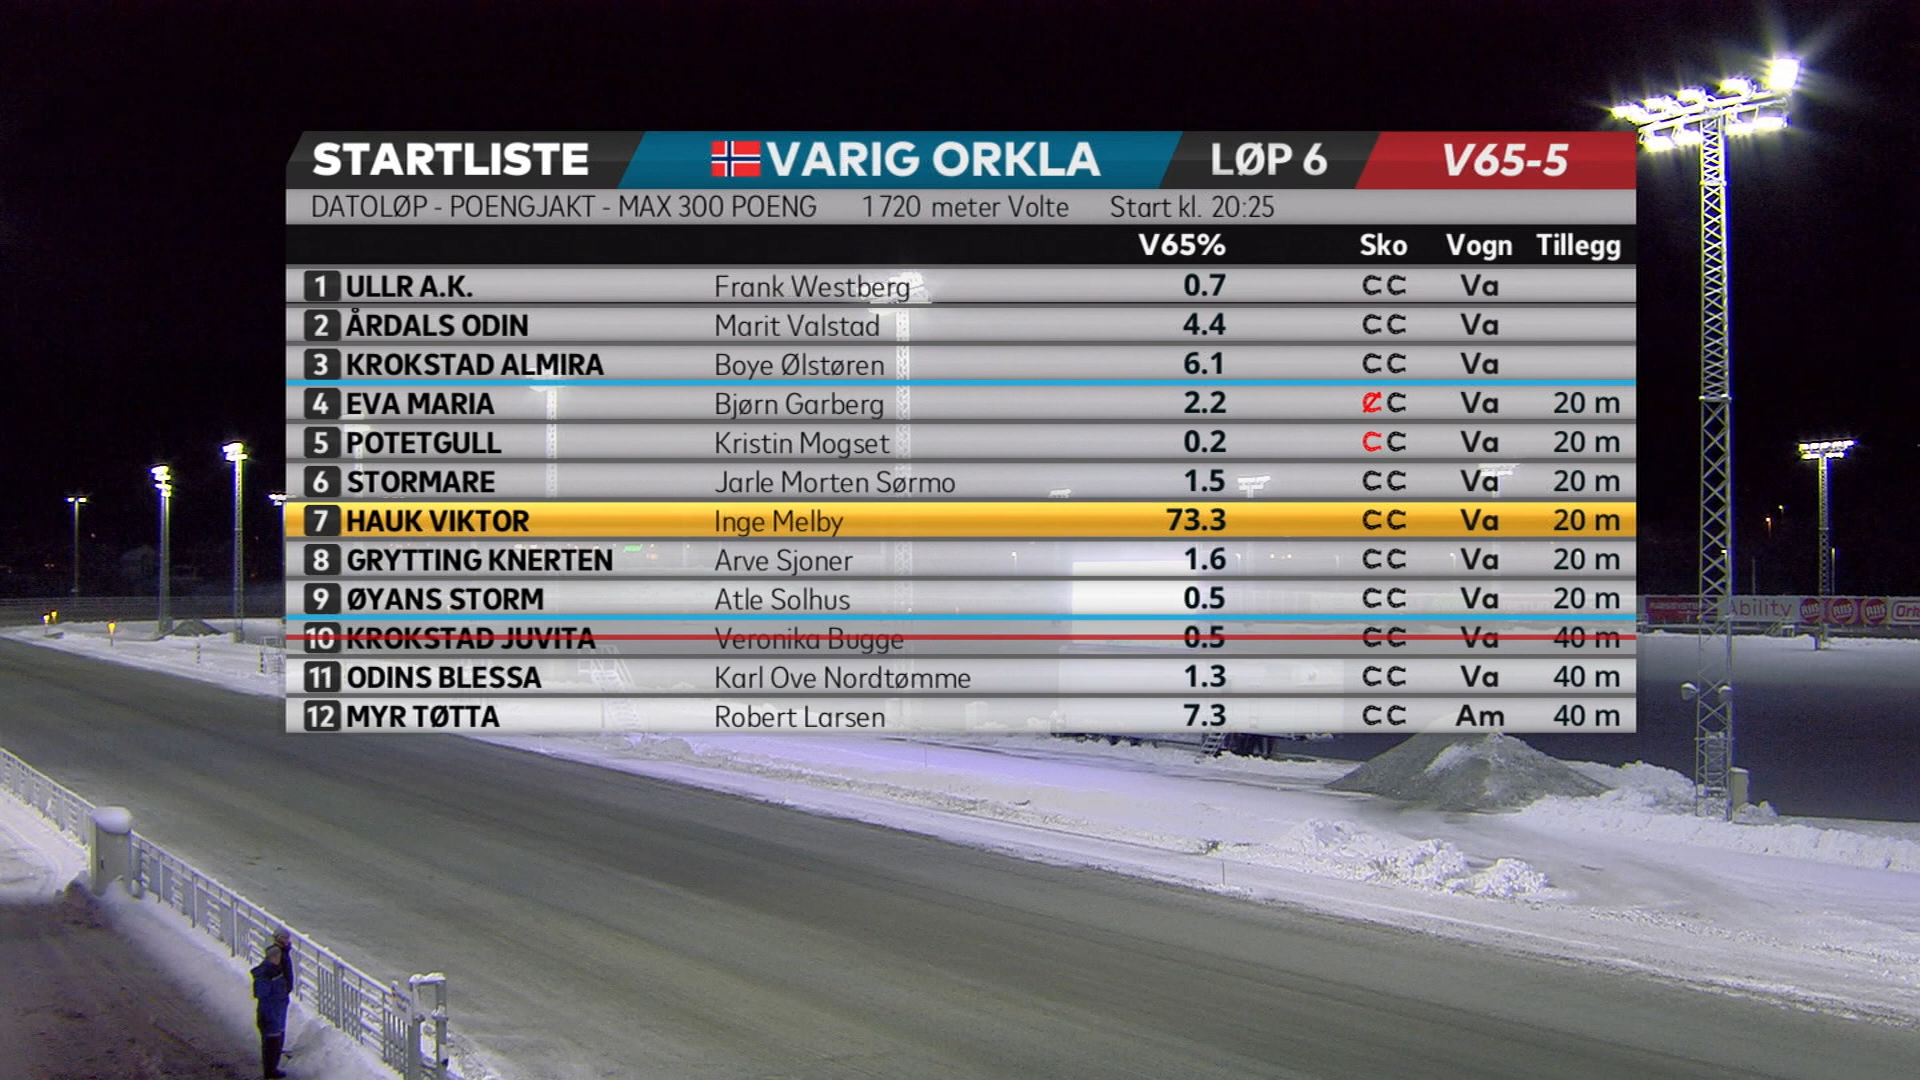 STARTLISTE VARIG ORKLA LØP 6 V65-5
DATOLØP - POENGJAKT - MAX 300 POENG 1720 meter Volte Start kl. 20:25
V65% Sko Vogn Tillegg
1 ULLR A.K. Frank Westberg 0.7 C C Va
2 ÅRDALS ODIN Marit Valstad 4.4 C C Va
3 KROKSTAD ALMIRA Boye Ølstøren 6.1 C C Va
4 EVA MARIA Bjørn Garberg 2.2 C C Va 20 m
5 POTETGULL Kristin Mogset 0.2 C C Va 20 m
6 STORMARE Jarle Morten Sørmo 1.5 C C Va 20 m
7 HAUK VIKTOR Inge Melby 73.3 C C Va 20 m
8 GRYTTING KNERTEN Arve Sjoner 1.6 C C Va 20 m
9 ØYANS STORM Atle Solhus 0.5 C C Va 20 m
10 KROKSTAD JUVITA Veronika Bugge 0.5 C C Va 40 m
11 ODINS BLESSA Karl Ove Nordtømme 1.3 C C Va 40 m
12 MYR TØTTA Robert Larsen 7.3 C C Am 40 m
Ability